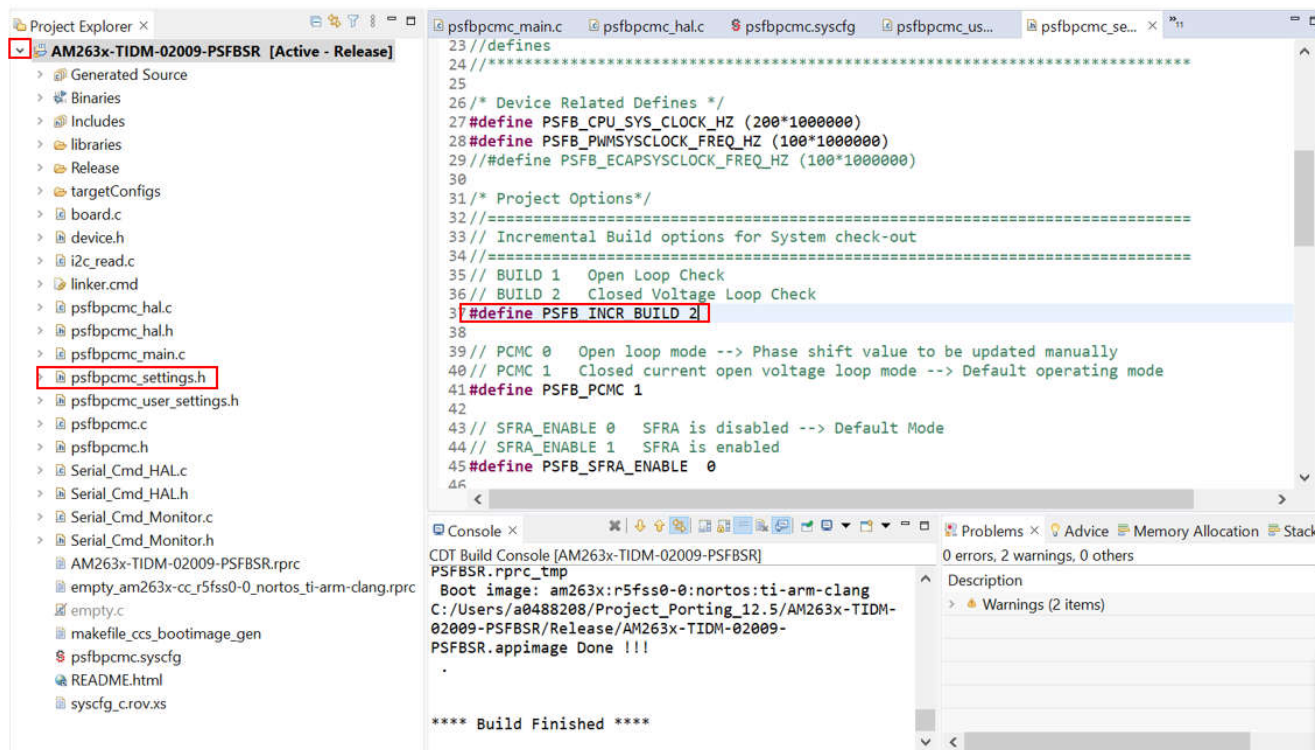 Project Explorer ×
AM263x-TIDM-02009-PSFBSR [Active - Release]
Generated Source
Binaries
Includes
libraries
Release
targetConfigs
board.c
device.h
i2c_read.c
linker.cmd
psfbpcmc_hal.c
psfbpcmc_hal.h
psfbpcmc_main.c
psfbpcmc_settings.h
psfbpcmc_user_settings.h
psfbpcmc.c
psfbpcmc.h
Serial_Cmd_HAL.c
Serial_Cmd_HAL.h
Serial_Cmd_Monitor.c
Serial_Cmd_Monitor.h
AM263x-TIDM-02009-PSFBSR.rprc
empty_am263x-cc_r5fss0-0_nortos_ti-arm-clang.rprc
empty.c
makefile_ccs_bootimage_gen
psfbpcmc.syscfg
README.html
syscfg_c.rov.xs
psfbpcmc_main.c psfbpcmc_hal.c psfbpcmc.syscfg psfbpcmc_us... psfbpcmc_se... × »11
23 //defines
24 //*****************************************************************************
25
26 /* Device Related Defines */
27 #define PSFB_CPU_SYS_CLOCK_HZ (200*1000000)
28 #define PSFB_PWMSYSCLOCK_FREQ_HZ (100*1000000)
29 //#define PSFB_ECAPSYSCLOCK_FREQ_HZ (100*1000000)
30
31 /* Project Options*/
32 //=============================================================================
33 // Incremental Build options for System check-out
34 //=============================================================================
35 // BUILD 1   Open Loop Check
36 // BUILD 2   Closed Voltage Loop Check
37 #define PSFB_INCR_BUILD 2
38
39 // PCMC 0   Open loop mode --> Phase shift value to be updated manually
40 // PCMC 1   Closed current open voltage loop mode --> Default operating mode
41 #define PSFB_PCMC 1
42
43 // SFRA_ENABLE 0   SFRA is disabled --> Default Mode
44 // SFRA_ENABLE 1   SFRA is enabled
45 #define PSFB_SFRA_ENABLE  0
46
Console ×
CDT Build Console [AM263x-TIDM-02009-PSFBSR]
PSFBSR.rprc_tmp
Boot image: am263x:r5fss0-0:nortos:ti-arm-clang
C:/Users/a0488208/Project_Porting_12.5/AM263x-TIDM-
02009-PSFBSR/Release/AM263x-TIDM-02009-
PSFBSR.appimage Done !!!
.
**** Build Finished ****
Problems × Advice Memory Allocation Stack
0 errors, 2 warnings, 0 others
Description
Warnings (2 items)